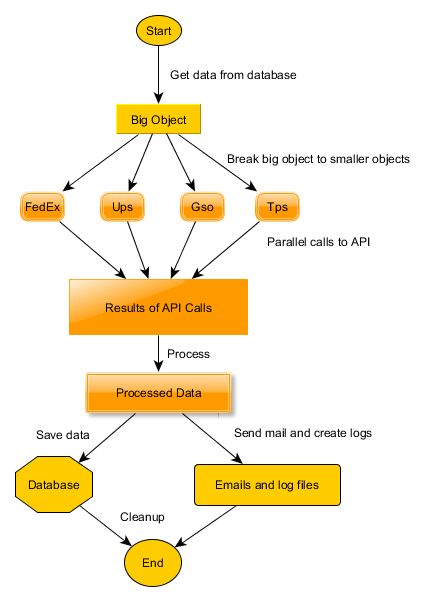 Start
Get data from database
Big Object
Break big object to smaller objects
FedEx
Ups
Gso
Tps
Parallel calls to API
Results of API Calls
Process
Processed Data
Save data
Send mail and create logs
Database
Emails and log files
Cleanup
End